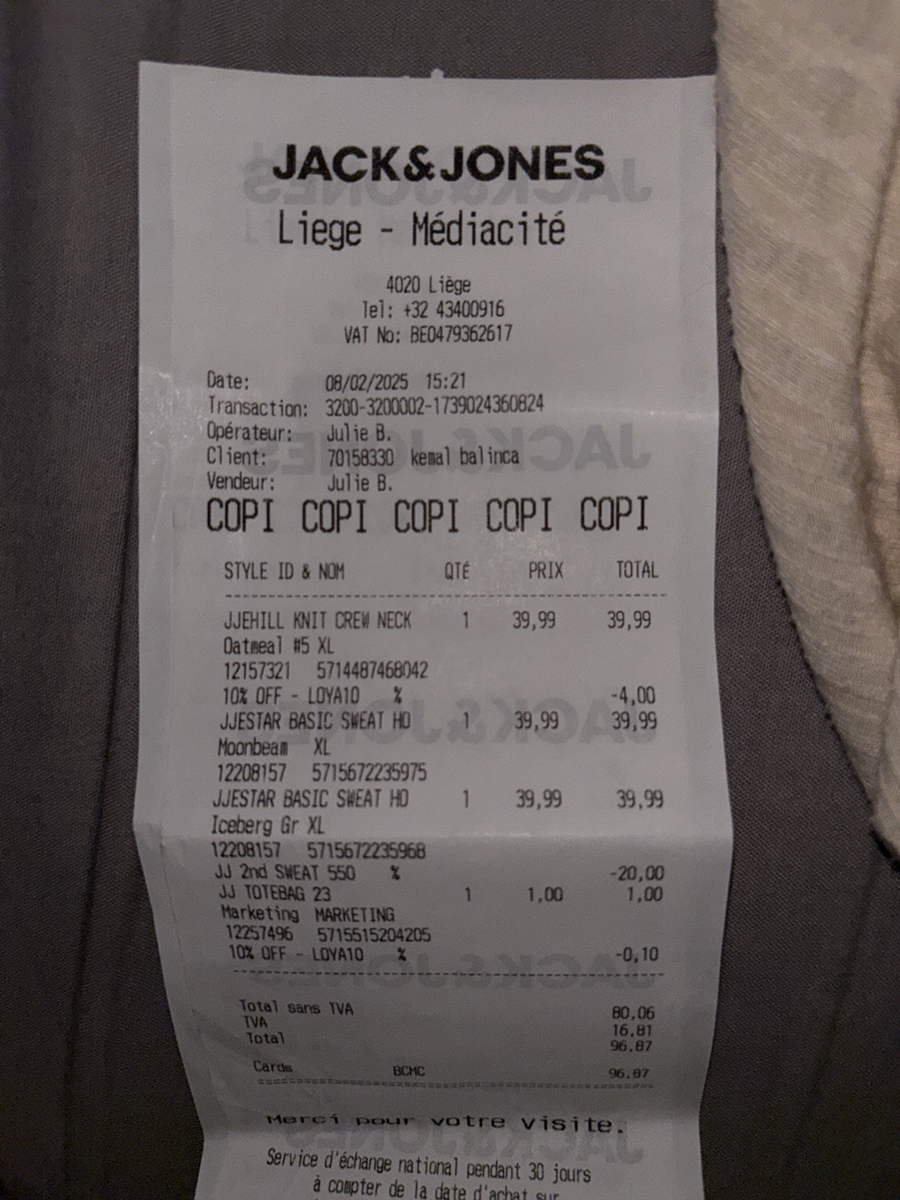 JACK&JONES
Liege - Médiacité
4020 Liège
Tel: +32 43400916
VAT No: BE0479362617
Date: 08/02/2025 15:21
Transaction: 3200-3200002-1739024360824
Opérateur: Julie B.
Client: 70158330 kemal balinca
Vendeur: Julie B.
COPI COPI COPI COPI COPI
STYLE ID & NOM QTÉ PRIX TOTAL
JJEHILL KNIT CREW NECK 1 39,99 39,99
Oatmeal #5 XL
12157321 5714487468042
10% OFF - LOYA10 % -4,00
JJESTAR BASIC SWEAT HO 1 39,99 39,99
Moonbeam XL
12208157 5715672235975
JJESTAR BASIC SWEAT HO 1 39,99 39,99
Iceberg Gr XL
12208157 5715672235968
JJ 2nd SWEAT 550 % -20,00
JJ TOTEBAG 23 1 1,00 1,00
Marketing MARKETING
12257496 5715515204205
10% OFF - LOYA10 % -0,10
Total sans TVA 80,06
TVA 16,81
Total 96,87
Cards BCMC 96,87
Merci pour votre visite.
Service d'échange national pendant 30 jours
à compter de la date d'achat sur